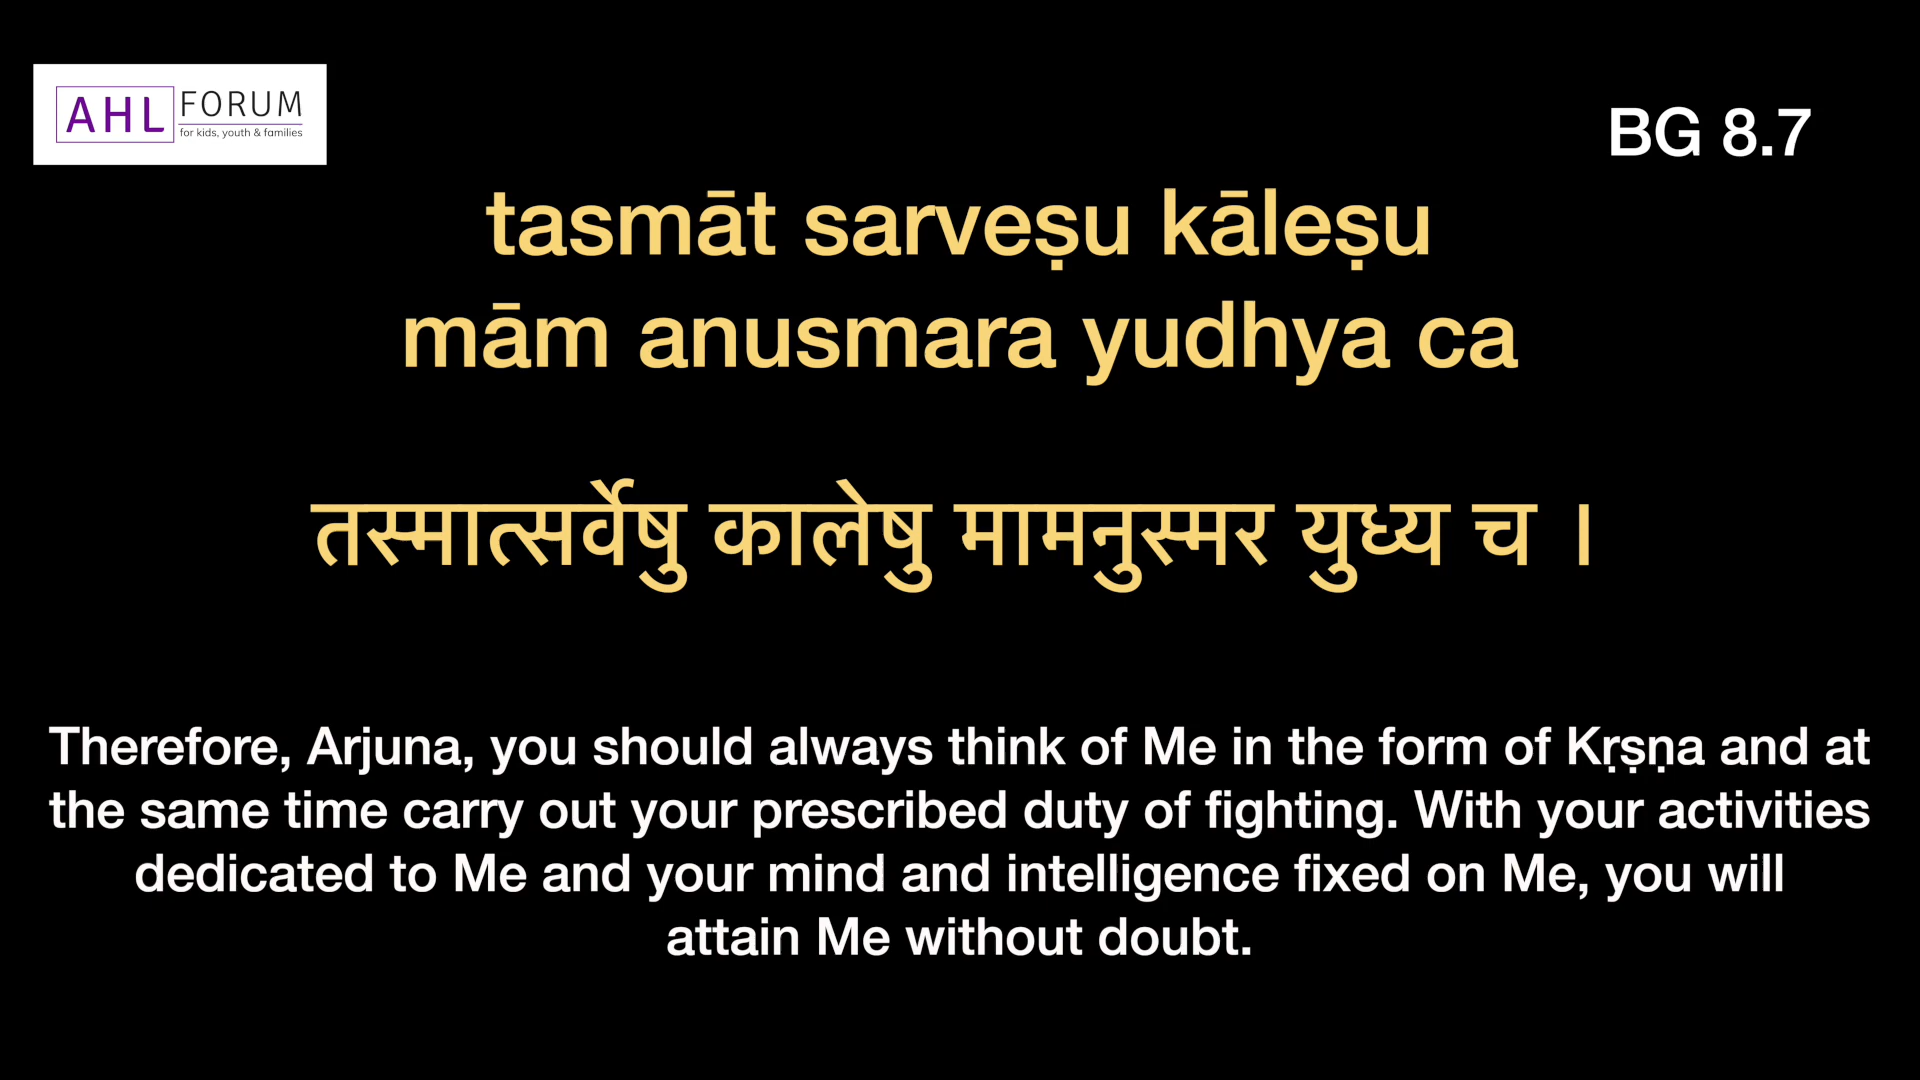 AHL FORUM
for kids, youth & families
BG 8.7
tasmāt sarveṣu kāleṣu
mām anusmara yudhya ca
तस्मात्सर्वेषु कालेषु मामनुस्मर युध्य च ।
Therefore, Arjuna, you should always think of Me in the form of Kṛṣṇa and at
the same time carry out your prescribed duty of fighting. With your activities
dedicated to Me and your mind and intelligence fixed on Me, you will
attain Me without doubt.